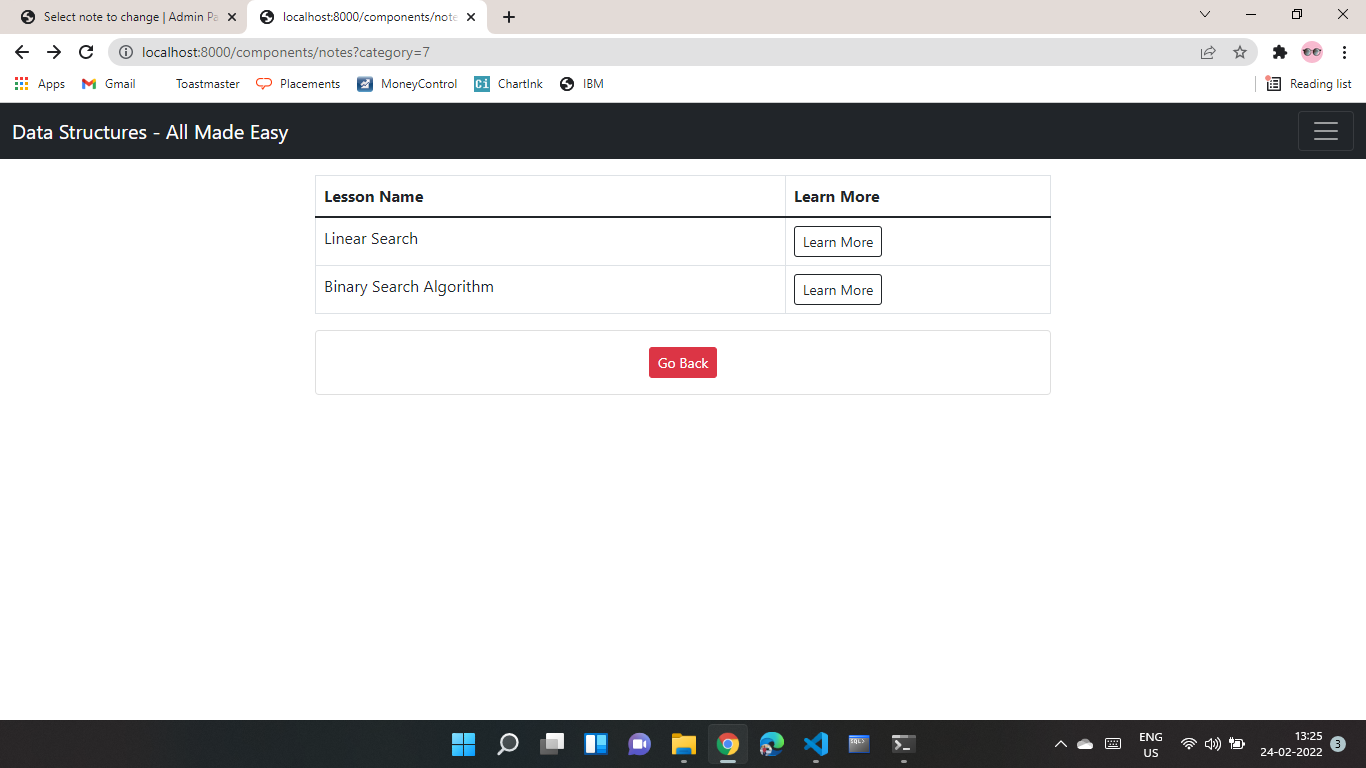 Select note to change | Admin Pa
localhost:8000/components/note
localhost:8000/components/notes?category=7
Apps Gmail Toastmaster Placements MoneyControl Ci ChartInk IBM Reading list
Data Structures - All Made Easy
Lesson Name Learn More
Linear Search Learn More
Binary Search Algorithm Learn More
Go Back
ENG
US
13:25
24-02-2022
3